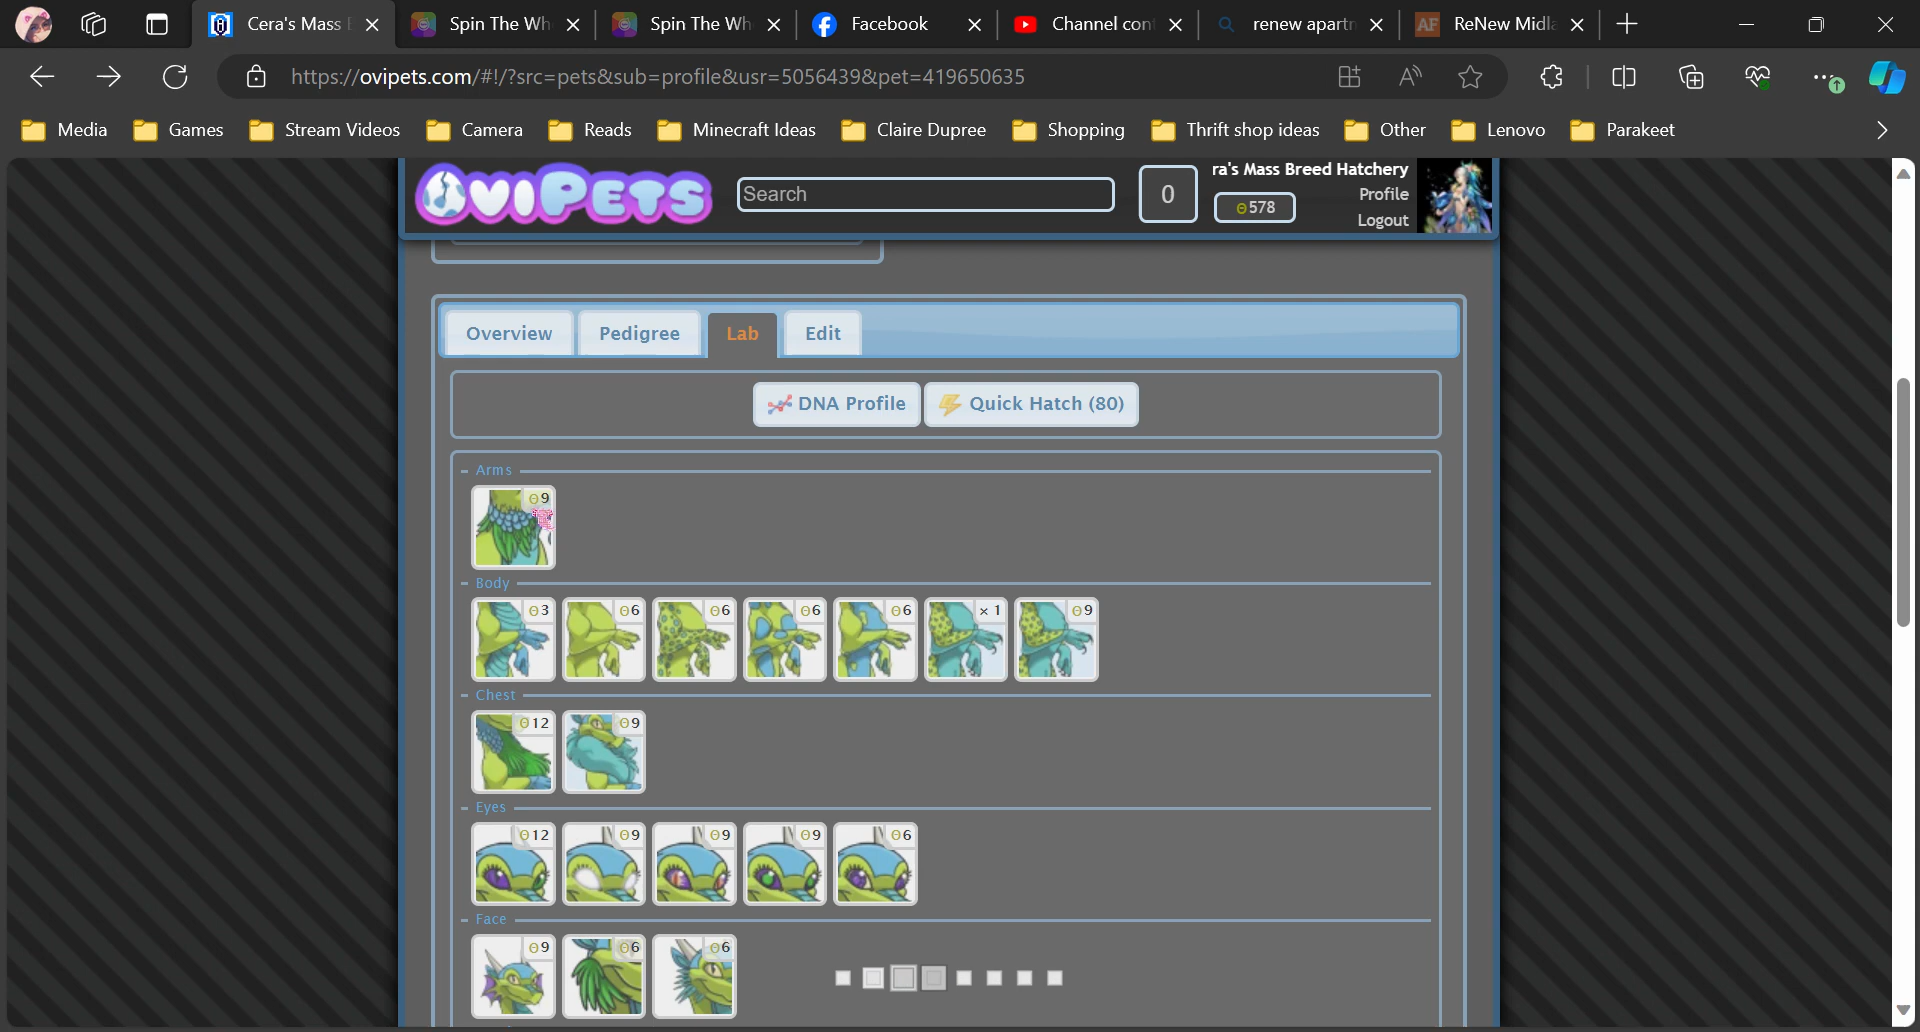 Cera's Mass
Spin The Wh
Spin The Wh
Facebook
Channel con
renew apart
AF
ReNew Midl
https://ovipets.com/#!/?src=pets&sub=profile&usr=5056439&pet=419650635
Media
Games
Stream Videos
Camera
Reads
Minecraft Ideas
Claire Dupree
Shopping
Thrift shop ideas
Other
Lenovo
Parakeet
OviPets
Search
0
ra's Mass Breed Hatchery
578
Profile
Logout
Overview
Pedigree
Lab
Edit
DNA Profile
Quick Hatch (80)
Arms
9
Body
3
6
6
6
6
× 1
9
Chest
12
9
Eyes
12
9
9
9
6
Face
9
6
6